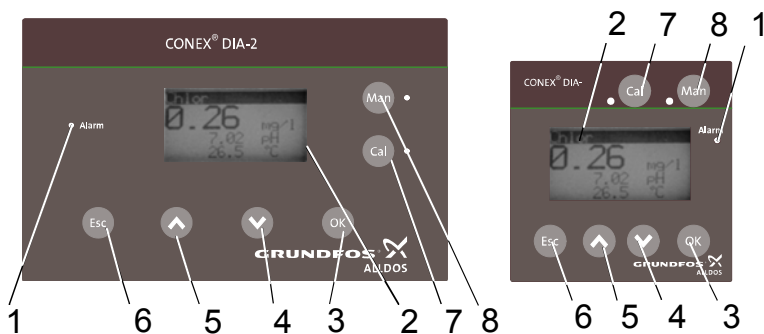 CONEX® DIA-2
Alarm
Chlor
0.26 mg/l
7.02 pH
26.5 °C
Man
Cal
Esc
OK
GRUNDFOS
ALLDOS
1
6
5
4
3
2
7
8
2
7
8
1
CONEX® DIA-
Cal
Man
Alarm
Chlor
0.26 mg/l
7.02 pH
26.5 °C
Esc
OK
GRUNDFOS
ALLDOS
6
5
4
3